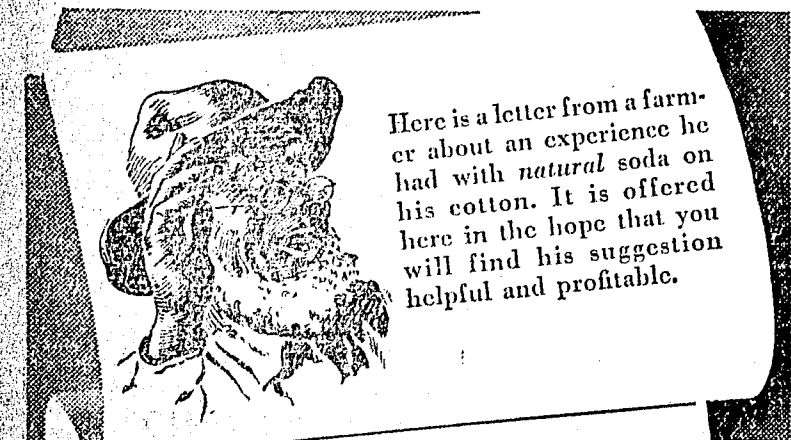 Here is a letter from a farm-
er about an experience he
had with natural soda on
his cotton. It is offered
here in the hope that you
will find his suggestion
helpful and profitable.